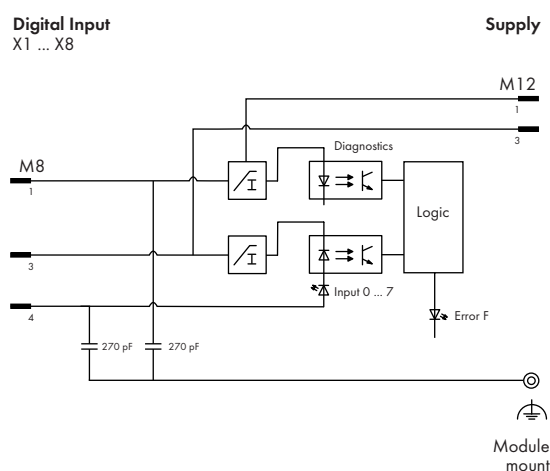 Digital Input
X1 ... X8
Supply
M12
1
3
Diagnostics
M8
1
I
Logic
3
I
4
Input 0 ... 7
Error F
270 pF
270 pF
Module
mount